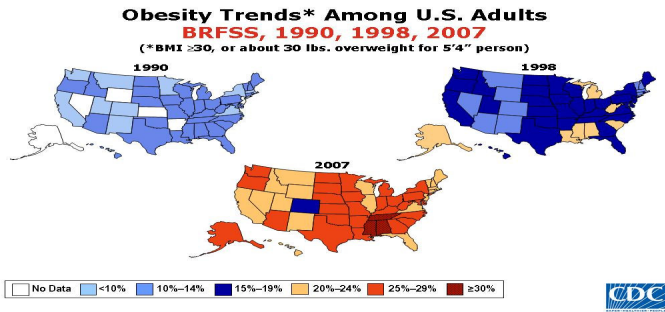 Obesity Trends* Among U.S. Adults
BRFSS, 1990, 1998, 2007
(*BMI ≥30, or about 30 lbs. overweight for 5’4” person)
1990
1998
2007
No Data <10% 10%–14% 15%–19% 20%–24% 25%–29% ≥30%
CDC